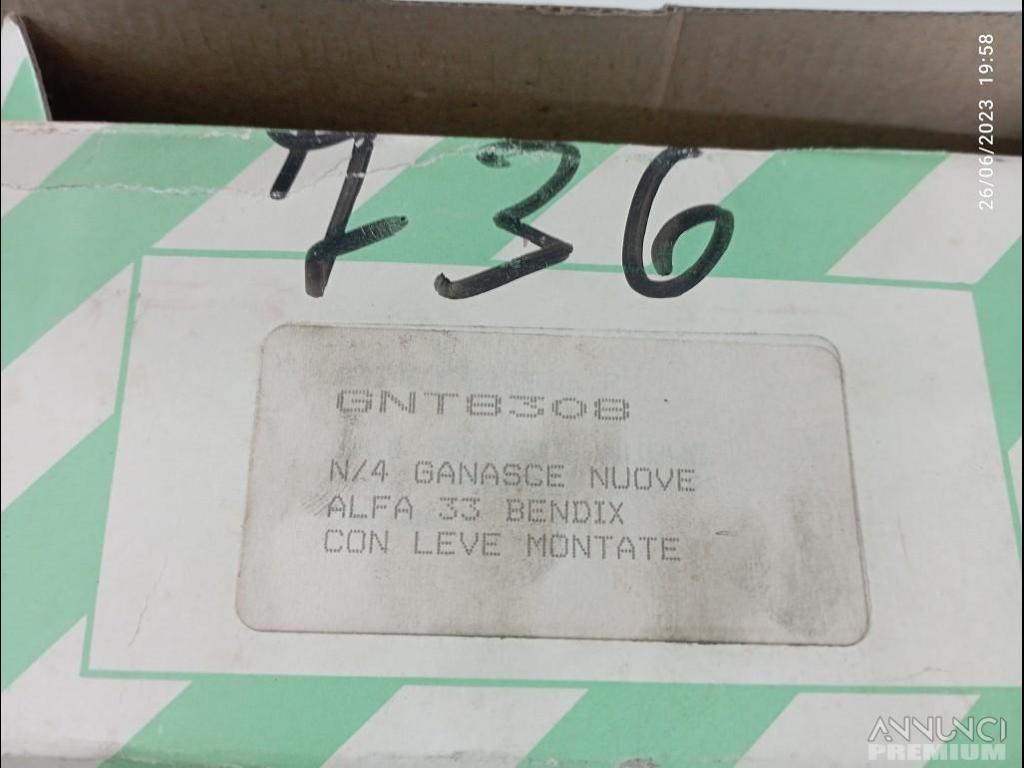 26/06/2023 19:58
736
GNT8308
N/4 GANASCE NUOVE
ALFA 33 BENDIX
CON LEVE MONTATE
ANNUNCI
PREMIUM